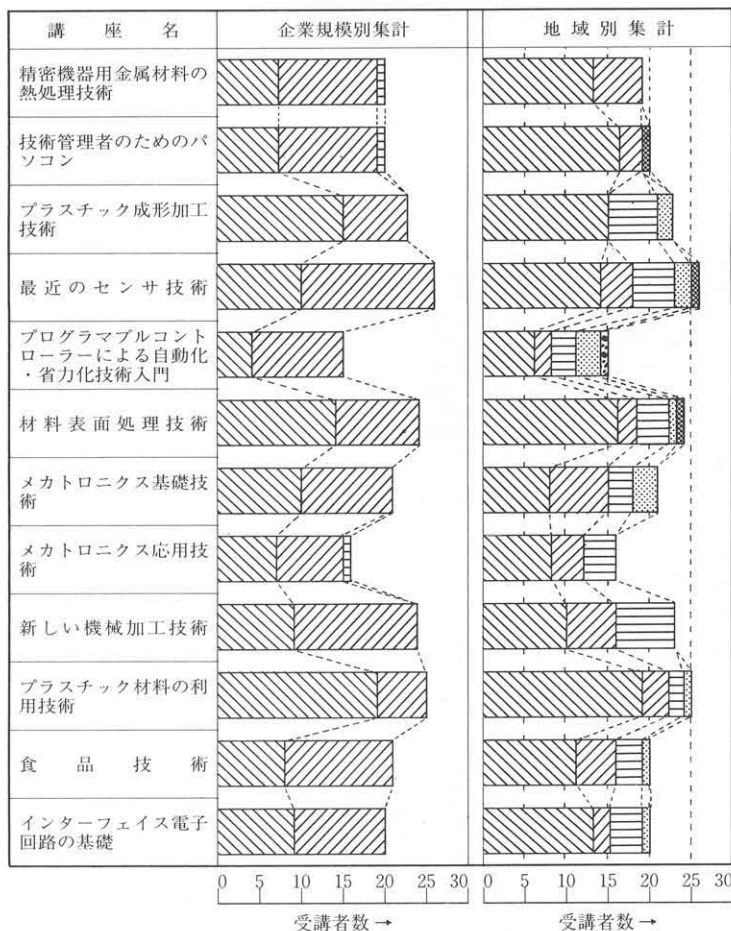 講座名 企業規模別集計 地域別集計
精密機器用金属材料の
熱処理技術
技術管理者のためのパ
ソコン
プラスチック成形加工
技術
最近のセンサ技術
プログラマブルコント
ローラーによる自動化
・省力化技術入門
材料表面処理技術
メカトロニクス基礎技
術
メカトロニクス応用技
術
新しい機械加工技術
プラスチック材料の利
用技術
食品技術
インターフェイス電子
回路の基礎
0 5 10 15 20 25 30 0 5 10 15 20 25 30
受講者数→ 受講者数→